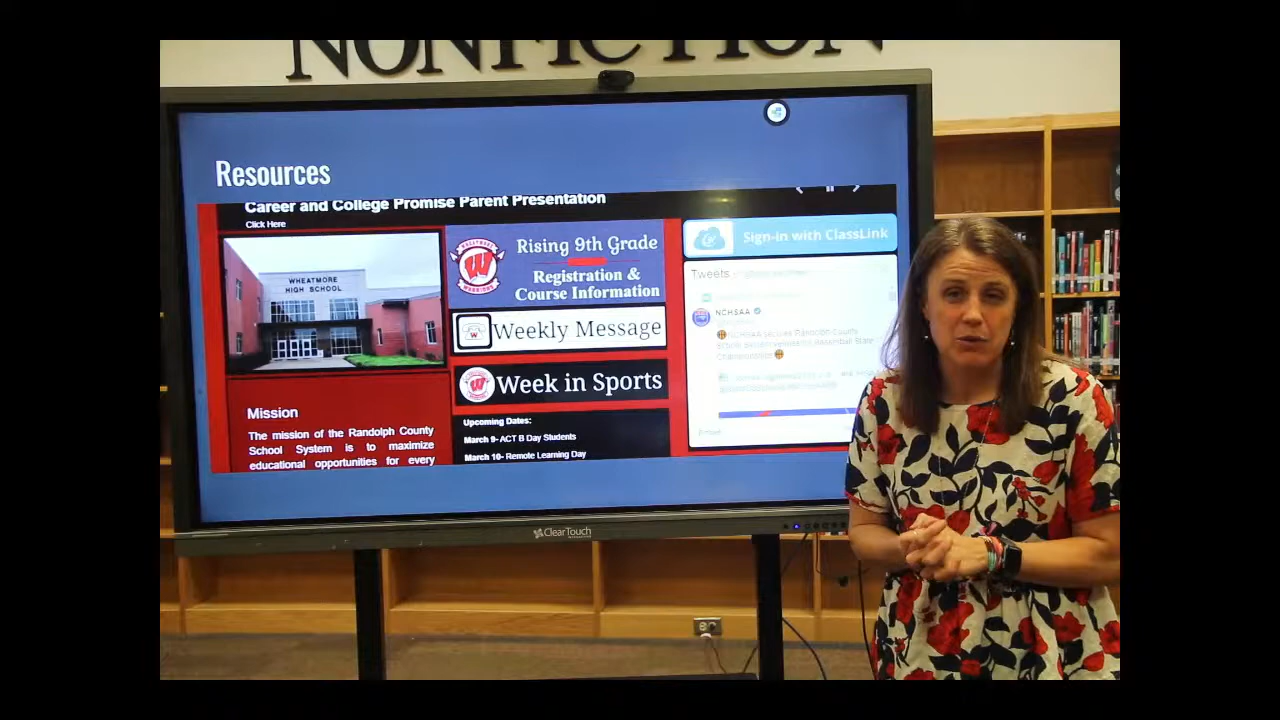 NONFICTION
Resources
Career and College Promise Parent Presentation
Click Here
WHEATMORE
HIGH SCHOOL
W
Rising 9th Grade
Registration &
Course Information
Weekly Message
Week in Sports
Upcoming Dates:
March 9- ACT B Day Students
March 10- Remote Learning Day
Mission
The mission of the Randolph County
School System is to maximize
educational opportunities for every
Sign-in with ClassLink
Tweets
NCHSAA
ClearTouch